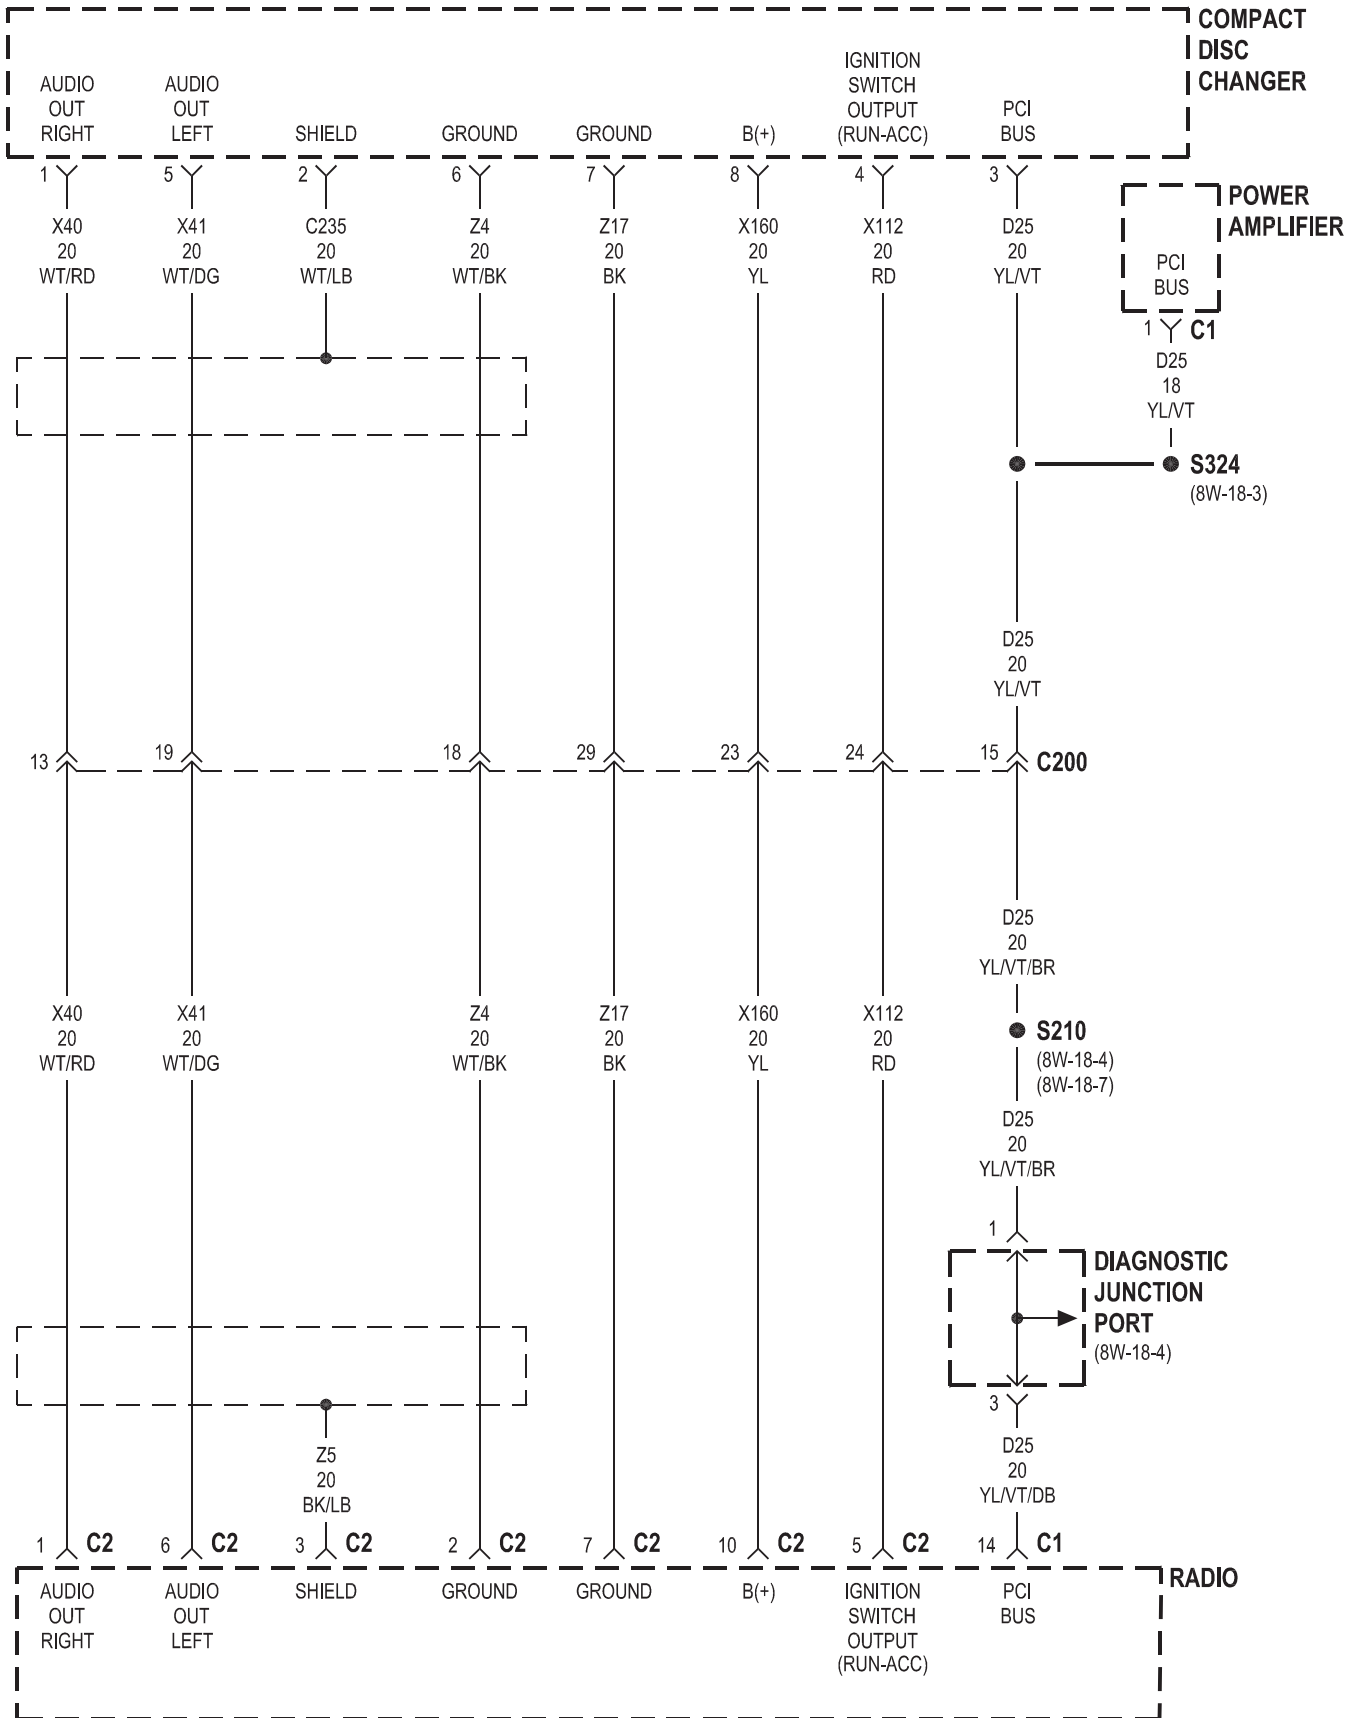 COMPACT
DISC
CHANGER
AUDIO
OUT
RIGHT
AUDIO
OUT
LEFT
SHIELD
GROUND
GROUND
B(+)
IGNITION
SWITCH
OUTPUT
(RUN-ACC)
PCI
BUS
1
5
2
6
7
8
4
3
X40
20
WT/RD
X41
20
WT/DG
C235
20
WT/LB
Z4
20
WT/BK
Z17
20
BK
X160
20
YL
X112
20
RD
D25
20
YL/VT
POWER
AMPLIFIER
PCI
BUS
1
C1
D25
18
YL/VT
S324
(8W-18-3)
D25
20
YL/VT
13
19
18
29
23
24
15
C200
D25
20
YL/VT/BR
X40
20
WT/RD
X41
20
WT/DG
Z4
20
WT/BK
Z17
20
BK
X160
20
YL
X112
20
RD
S210
(8W-18-4)
(8W-18-7)
D25
20
YL/VT/BR
1
DIAGNOSTIC
JUNCTION
PORT
(8W-18-4)
3
D25
20
YL/VT/DB
Z5
20
BK/LB
1 C2
6 C2
3 C2
2 C2
7 C2
10 C2
5 C2
14 C1
RADIO
AUDIO
OUT
RIGHT
AUDIO
OUT
LEFT
SHIELD
GROUND
GROUND
B(+)
IGNITION
SWITCH
OUTPUT
(RUN-ACC)
PCI
BUS